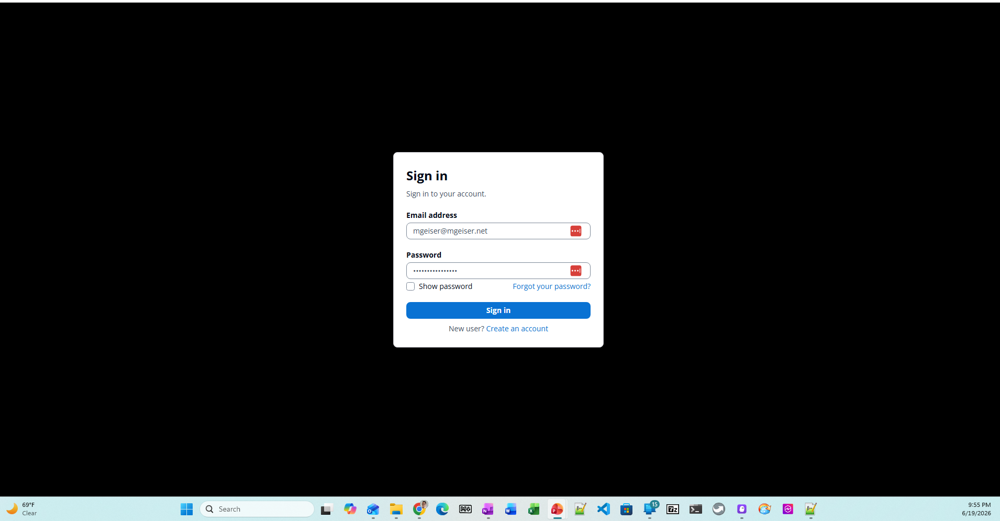 Sign in
Sign in to your account.
Email address
mgeiser@mgeiser.net
Password
••••••••••••••••
Show password
Forgot your password?
Sign in
New user? Create an account
69°F
Clear
Search
15
7z
9:55 PM
6/19/2026